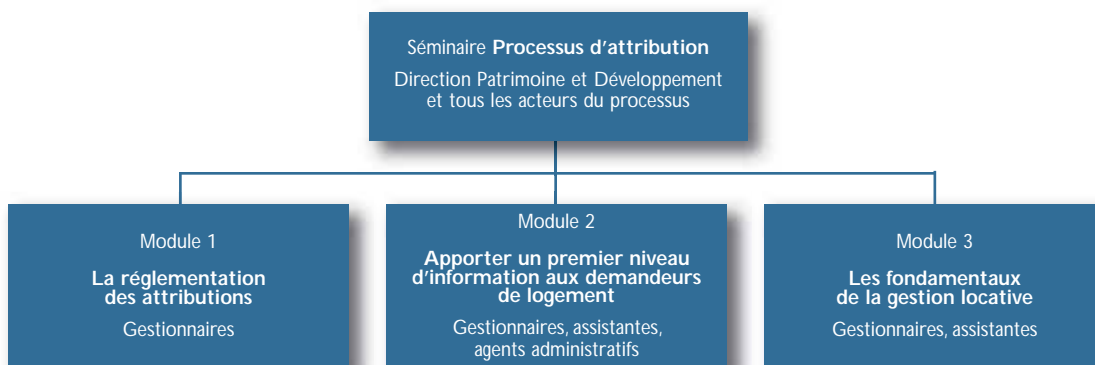 Séminaire Processus d'attribution
Direction Patrimoine et Développement
et tous les acteurs du processus
Module 1
La réglementation
des attributions
Gestionnaires
Module 2
Apporter un premier niveau
d'information aux demandeurs
de logement
Gestionnaires, assistantes,
agents administratifs
Module 3
Les fondamentaux
de la gestion locative
Gestionnaires, assistantes